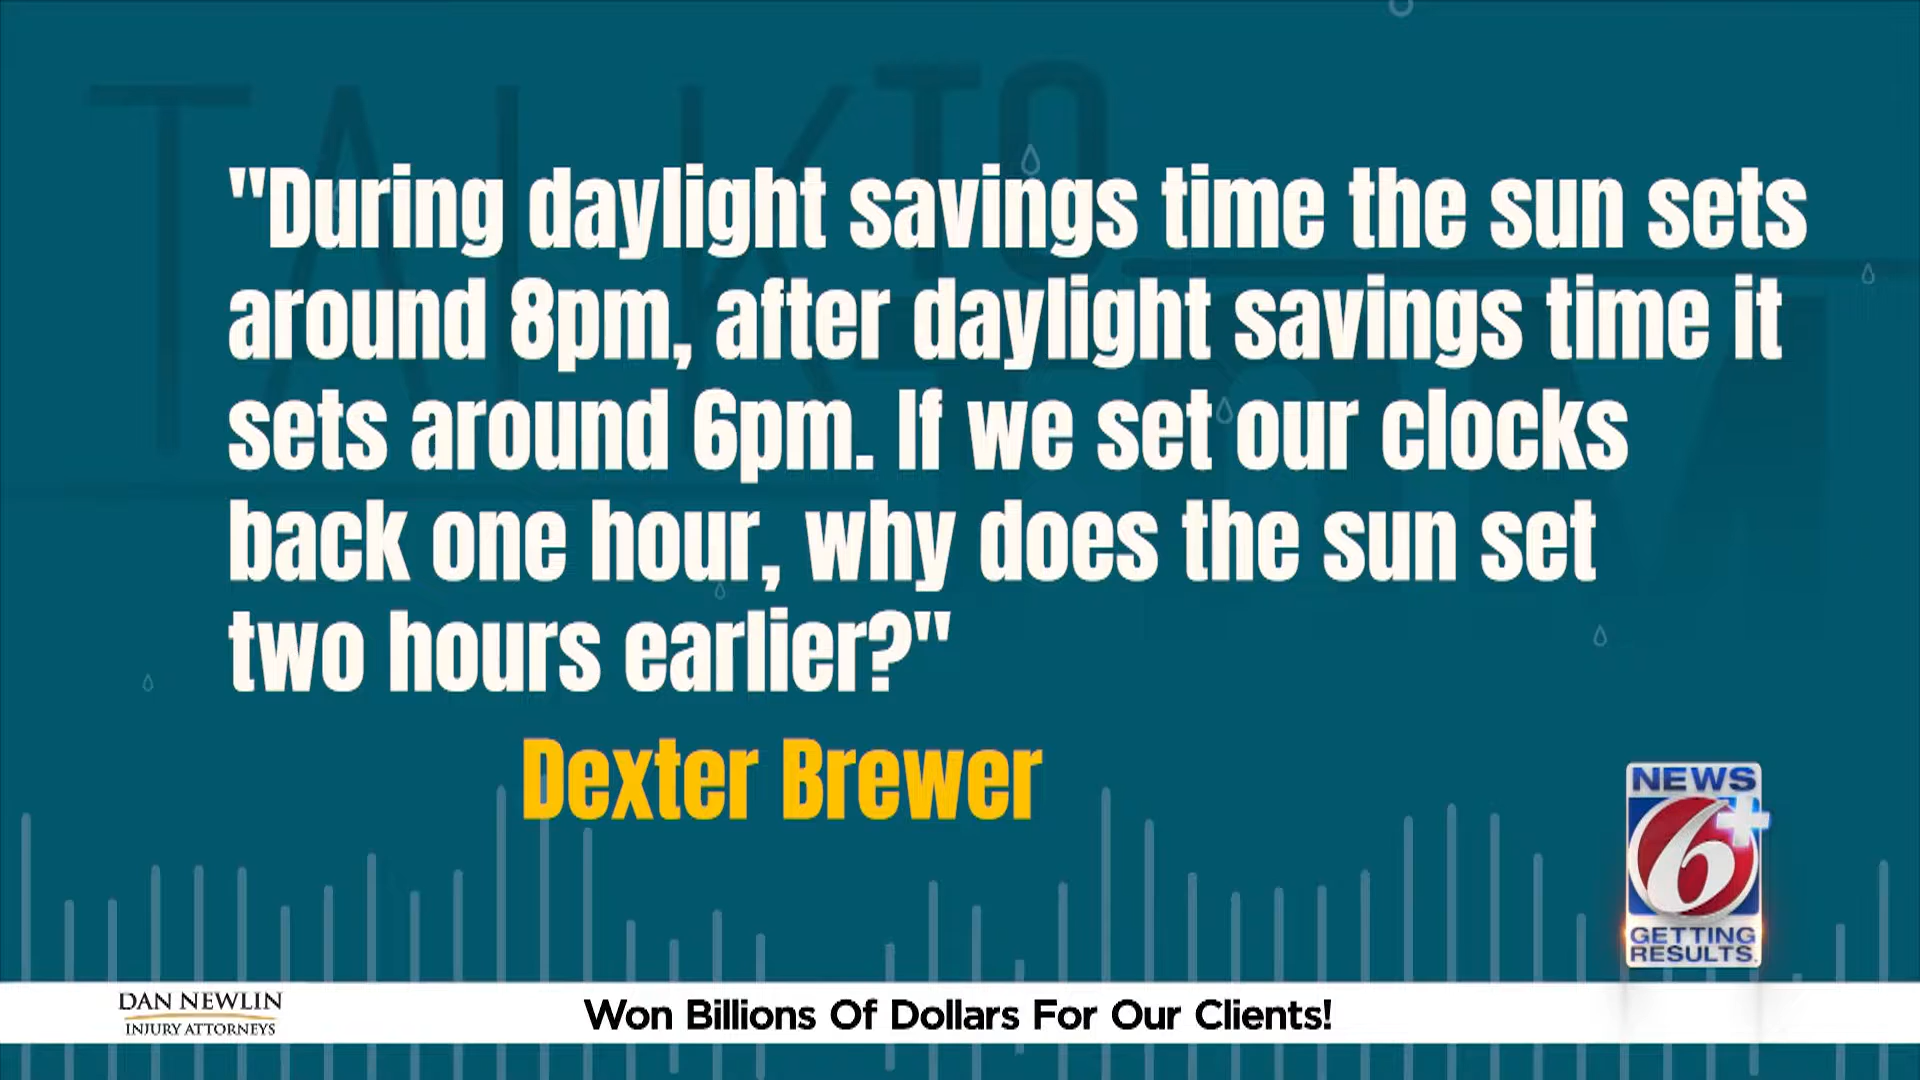 TALK TO
"During daylight savings time the sun sets
around 8pm, after daylight savings time it
sets around 6pm. If we set our clocks
back one hour, why does the sun set
two hours earlier?"
Dexter Brewer
NEWS
6+
GETTING
RESULTS.
DAN NEWLIN
INJURY ATTORNEYS
Won Billions Of Dollars For Our Clients!